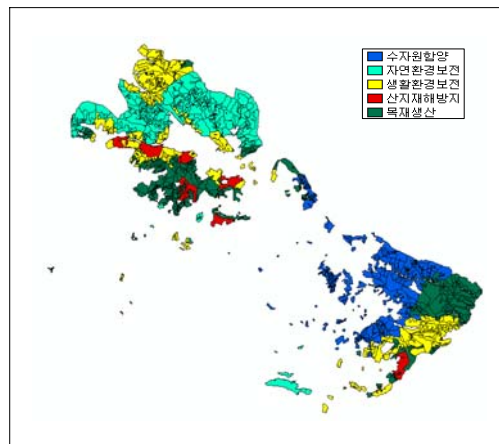 수자원함양
자연환경보전
생활환경보전
산지재해방지
목재생산